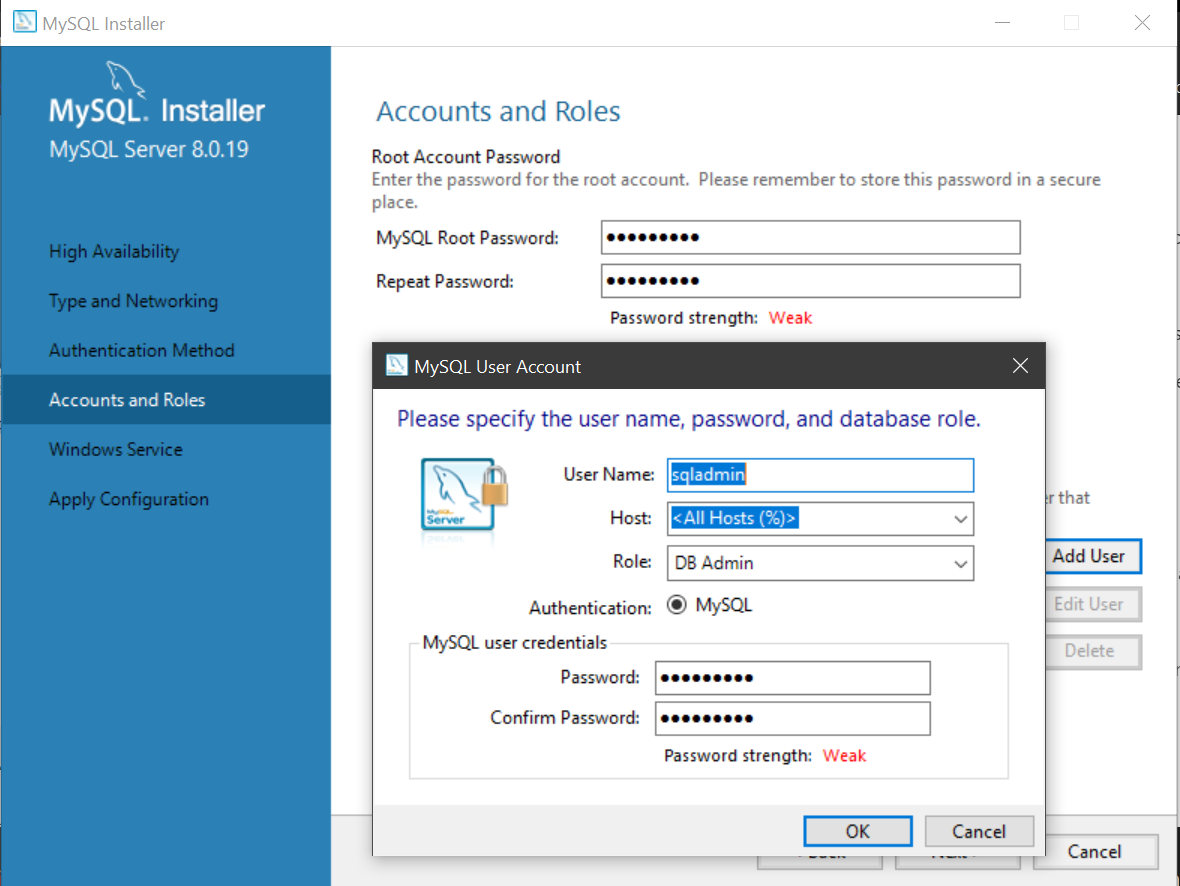 MySQL Installer
MySQL. Installer
MySQL Server 8.0.19
High Availability
Type and Networking
Authentication Method
Accounts and Roles
Windows Service
Apply Configuration
Accounts and Roles
Root Account Password
Enter the password for the root account.  Please remember to store this password in a secure
place.
MySQL Root Password: ●●●●●●●●●
Repeat Password: ●●●●●●●●●
Password strength: Weak
MySQL User Account
Please specify the user name, password, and database role.
MySQL
Server
User Name: sqladmin
Host: <All Hosts (%)>
Role: DB Admin
Authentication: MySQL
MySQL user credentials
Password: ●●●●●●●●●
Confirm Password: ●●●●●●●●●
Password strength: Weak
OK
Cancel
that
Add User
Edit User
Delete
Cancel